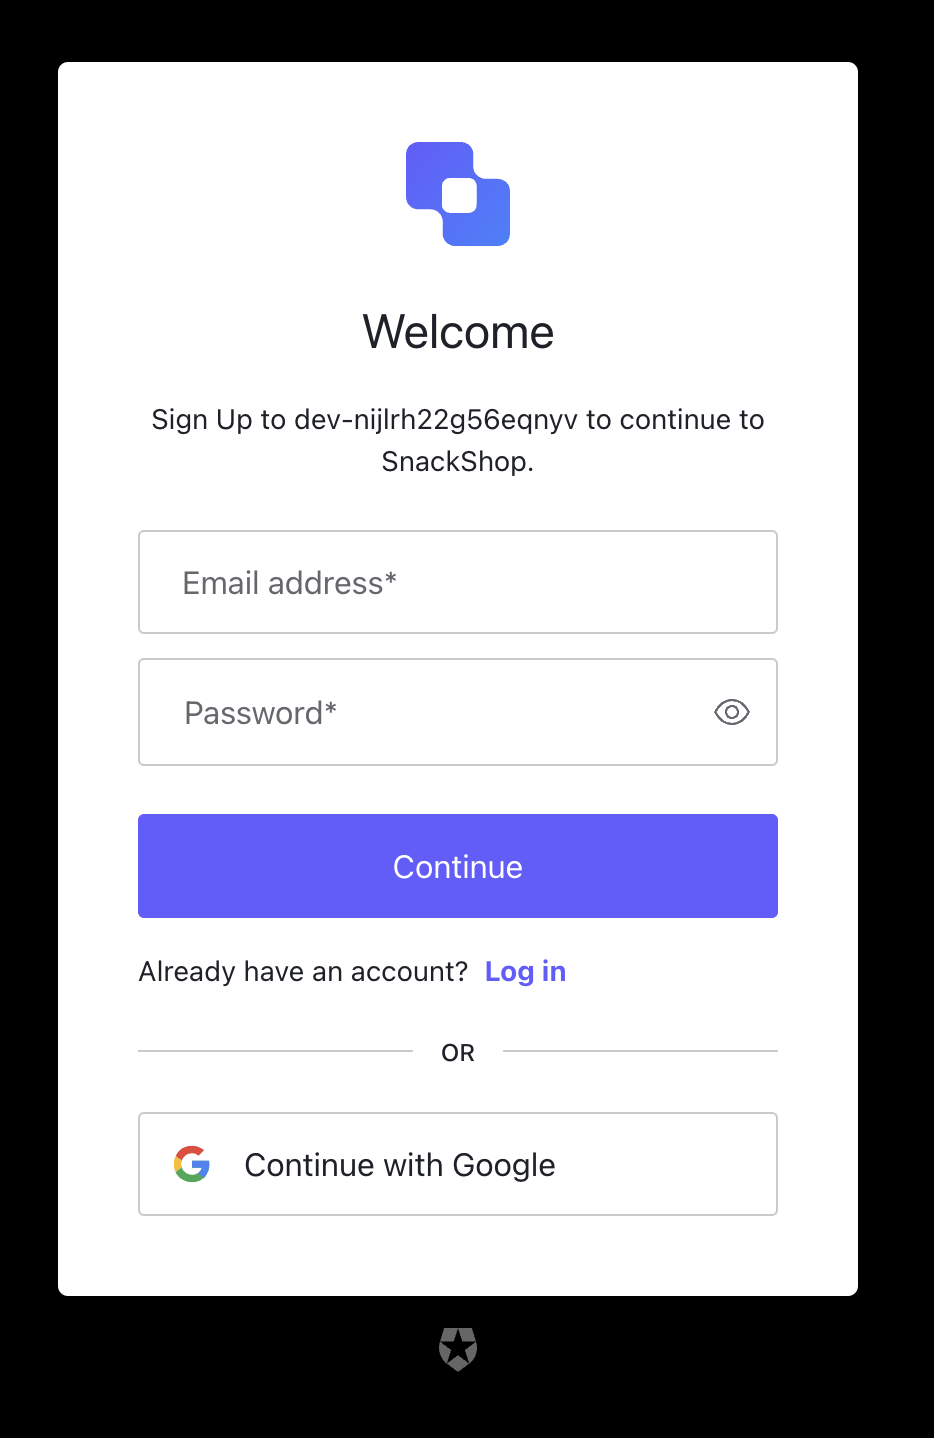 Welcome
Sign Up to dev-nijlrh22g56eqnyv to continue to
SnackShop.
Email address*
Password*
Continue
Already have an account? Log in
OR
Continue with Google